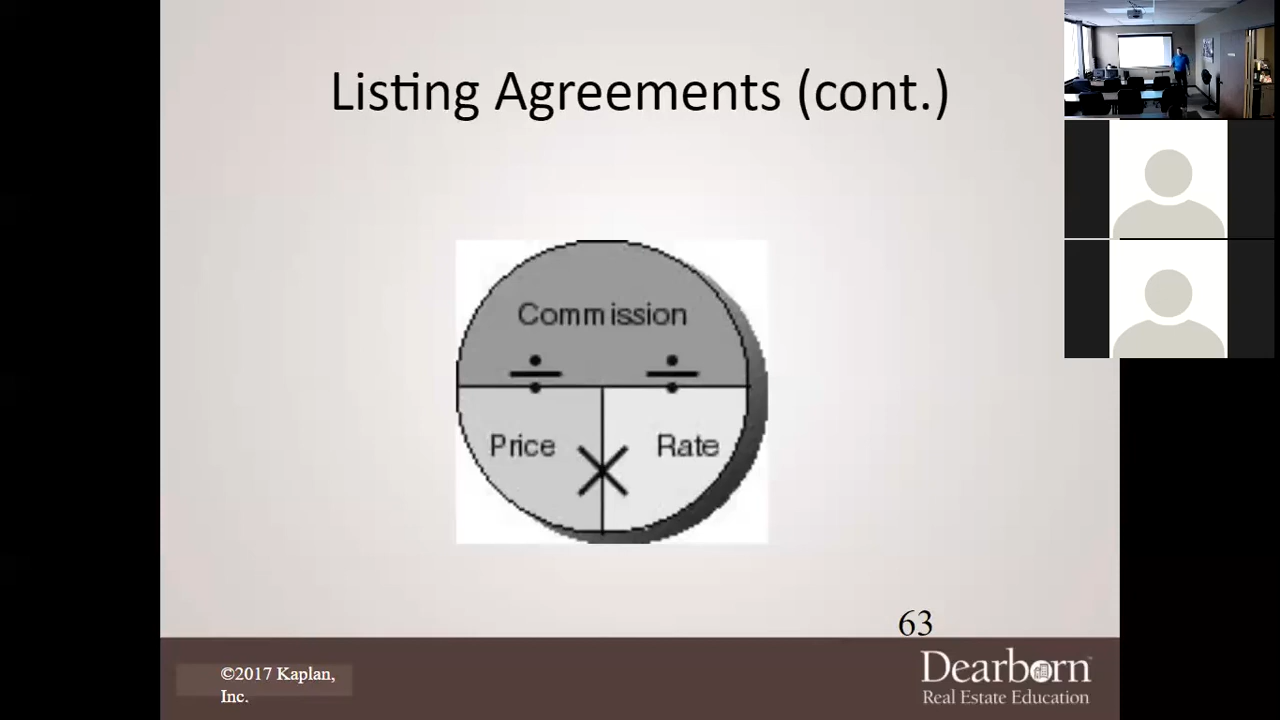 Listing Agreements (cont.)
Commission
÷ ÷
Price × Rate
63
©2017 Kaplan,
Inc.
Dearborn
Real Estate Education